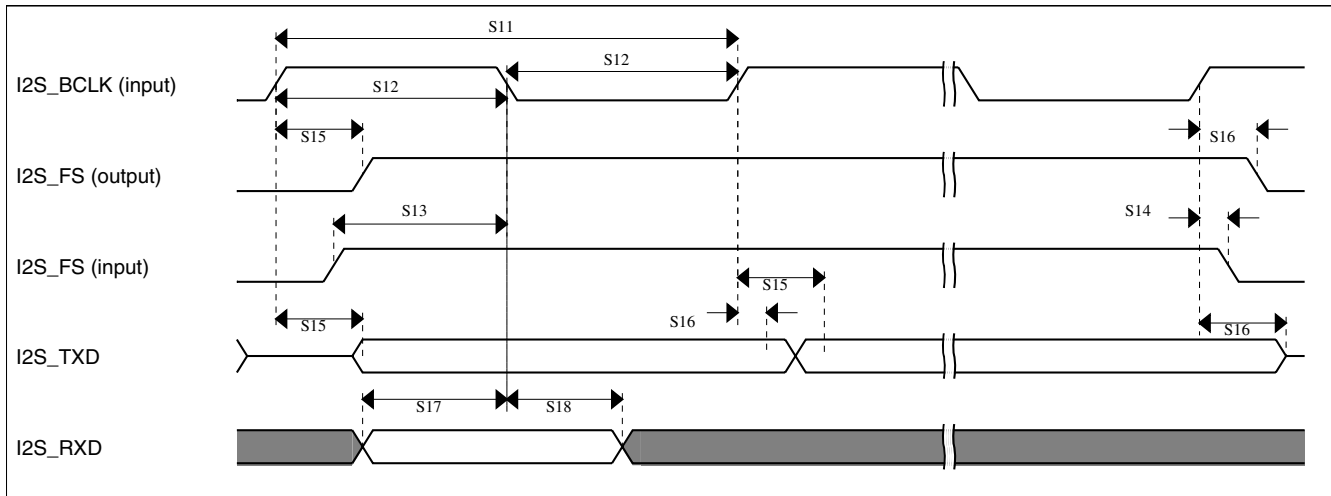 S11
I2S_BCLK (input)
S12
S12
S15
S16
I2S_FS (output)
S13
S14
I2S_FS (input)
S15
S15
S16
S16
I2S_TXD
S17
S18
I2S_RXD